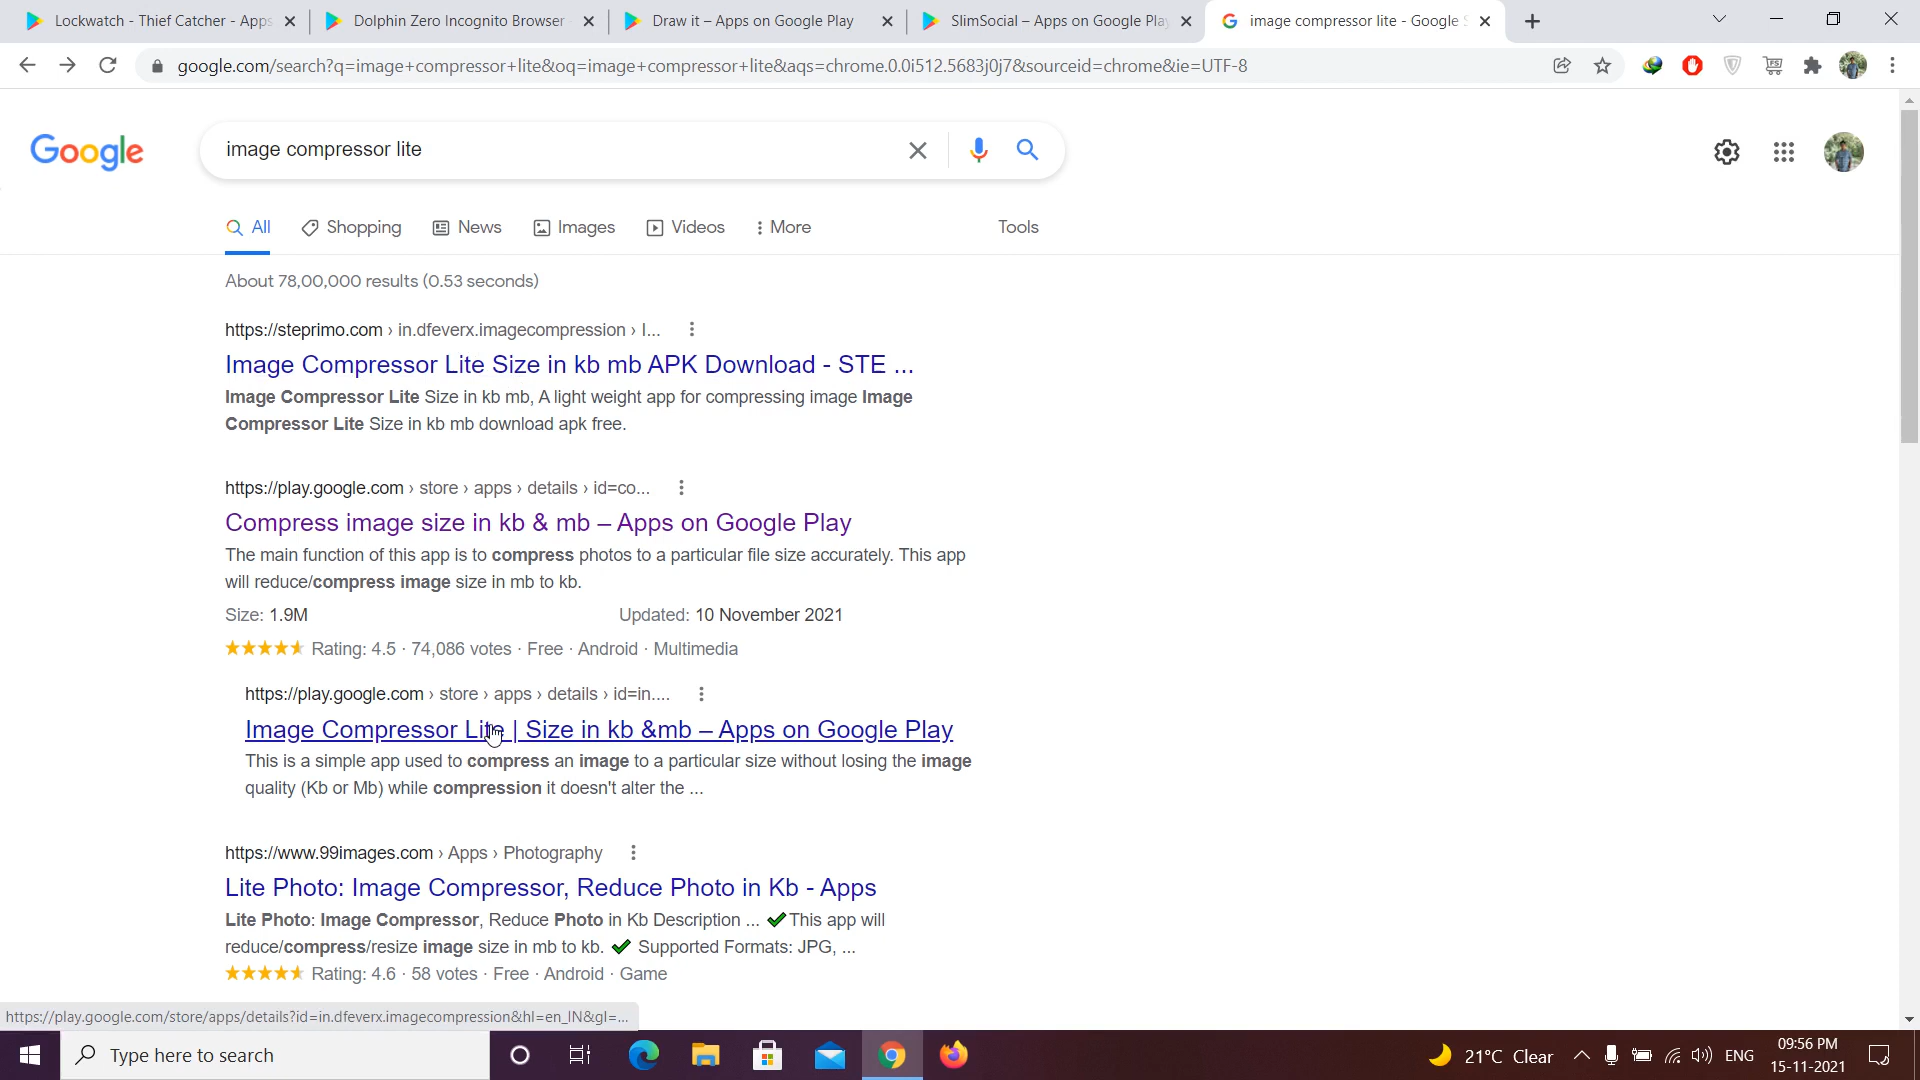 Lockwatch - Thief Catcher - Apps
Dolphin Zero Incognito Browser
Draw it – Apps on Google Play
SlimSocial – Apps on Google Play
image compressor lite - Google S
google.com/search?q=image+compressor+lite&oq=image+compressor+lite&aqs=chrome.0.0i512.5683j0j7&sourceid=chrome&ie=UTF-8
Google
image compressor lite
All
Shopping
News
Images
Videos
More
Tools
About 78,00,000 results (0.53 seconds)
https://steprimo.com › in.dfeverx.imagecompression › I...
Image Compressor Lite Size in kb mb APK Download - STE ...
Image Compressor Lite Size in kb mb, A light weight app for compressing image Image
Compressor Lite Size in kb mb download apk free.
https://play.google.com › store › apps › details › id=co...
Compress image size in kb & mb – Apps on Google Play
The main function of this app is to compress photos to a particular file size accurately. This app
will reduce/compress image size in mb to kb.
Size: 1.9M
Updated: 10 November 2021
Rating: 4.5 · 74,086 votes · Free · Android · Multimedia
https://play.google.com › store › apps › details › id=in....
Image Compressor Lite | Size in kb &mb – Apps on Google Play
This is a simple app used to compress an image to a particular size without losing the image
quality (Kb or Mb) while compression it doesn't alter the ...
https://www.99images.com › Apps › Photography
Lite Photo: Image Compressor, Reduce Photo in Kb - Apps
Lite Photo: Image Compressor, Reduce Photo in Kb Description ... ✔This app will
reduce/compress/resize image size in mb to kb. ✔ Supported Formats: JPG, ...
Rating: 4.6 · 58 votes · Free · Android · Game
https://play.google.com/store/apps/details?id=in.dfeverx.imagecompression&hl=en_IN&gl=...
Type here to search
21°C Clear
ENG
09:56 PM
15-11-2021